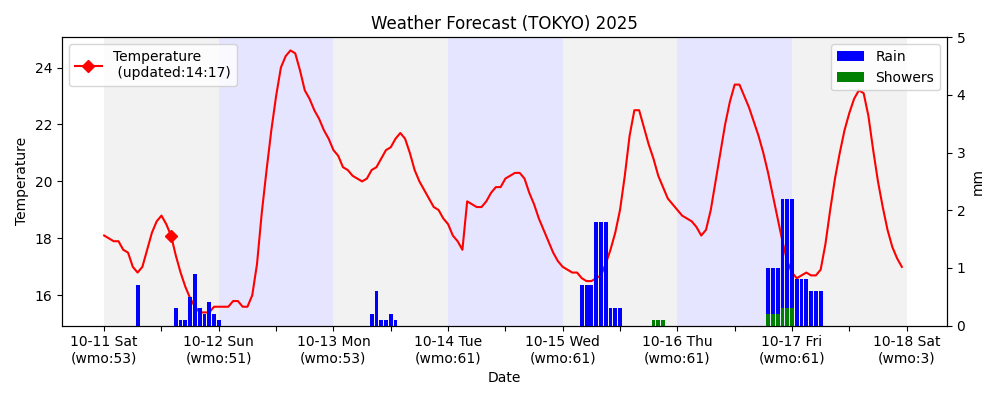 Weather Forecast (TOKYO) 2025
Temperature
(updated:14:17)
Rain
Showers
Temperature
24
22
20
18
16
5
4
3
2
1
0
mm
10-11 Sat
(wmo:53)
10-12 Sun
(wmo:51)
10-13 Mon
(wmo:53)
10-14 Tue
(wmo:61)
10-15 Wed
(wmo:61)
10-16 Thu
(wmo:61)
10-17 Fri
(wmo:61)
10-18 Sat
(wmo:3)
Date